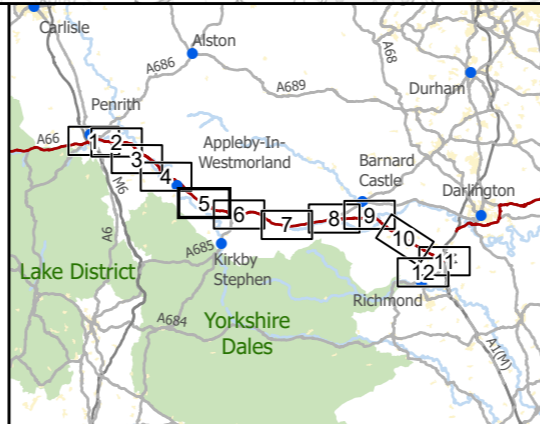 Carlisle
Alston
A68
A686
A689
Durham
Penrith
A66
1
2
3
4
5
6
7
8
9
10
11
12
Appleby-In-
Westmorland
Barnard
Castle
Darlington
M6
A6
A685
Lake District
Kirkby
Stephen
Richmond
A684
Yorkshire
Dales
A1(M)